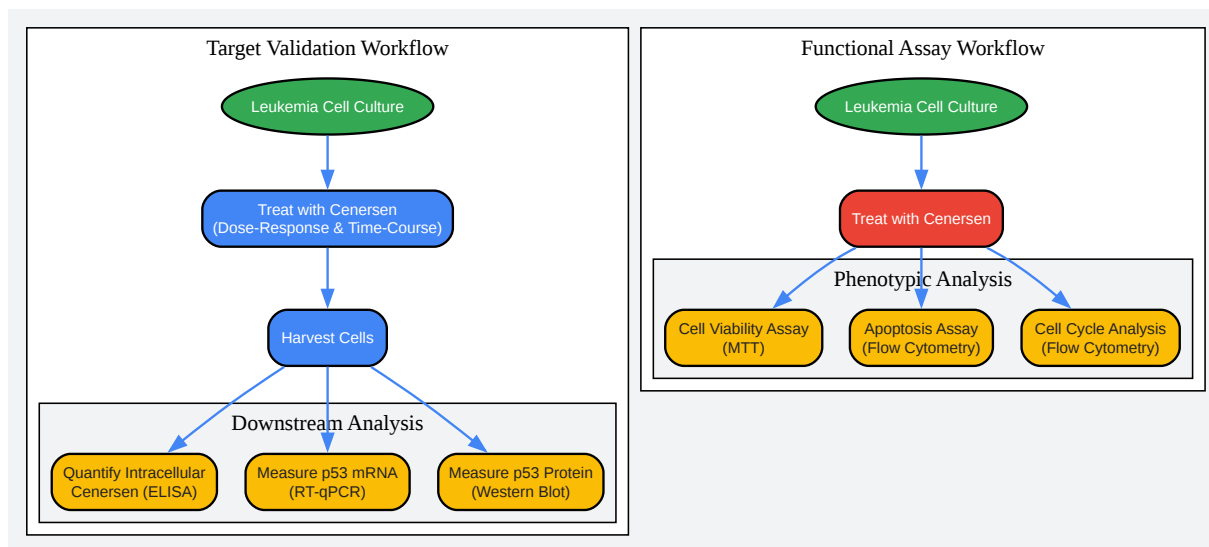 Target Validation Workflow
Leukemia Cell Culture
Treat with Cenersen
(Dose-Response & Time-Course)
Harvest Cells
Downstream Analysis
Quantify Intracellular
Cenersen (ELISA)
Measure p53 mRNA
(RT-qPCR)
Measure p53 Protein
(Western Blot)
Functional Assay Workflow
Leukemia Cell Culture
Treat with Cenersen
Phenotypic Analysis
Cell Viability Assay
(MTT)
Apoptosis Assay
(Flow Cytometry)
Cell Cycle Analysis
(Flow Cytometry)